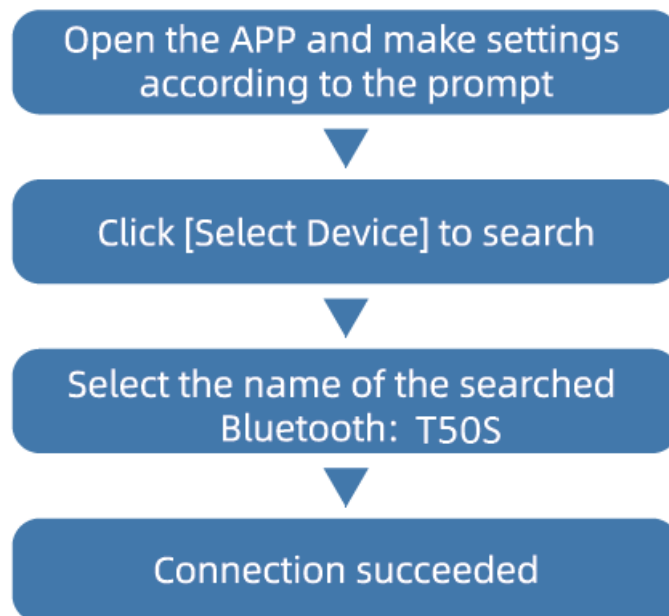 Open the APP and make settings
according to the prompt
Click [Select Device] to search
Select the name of the searched
Bluetooth: T50S
Connection succeeded